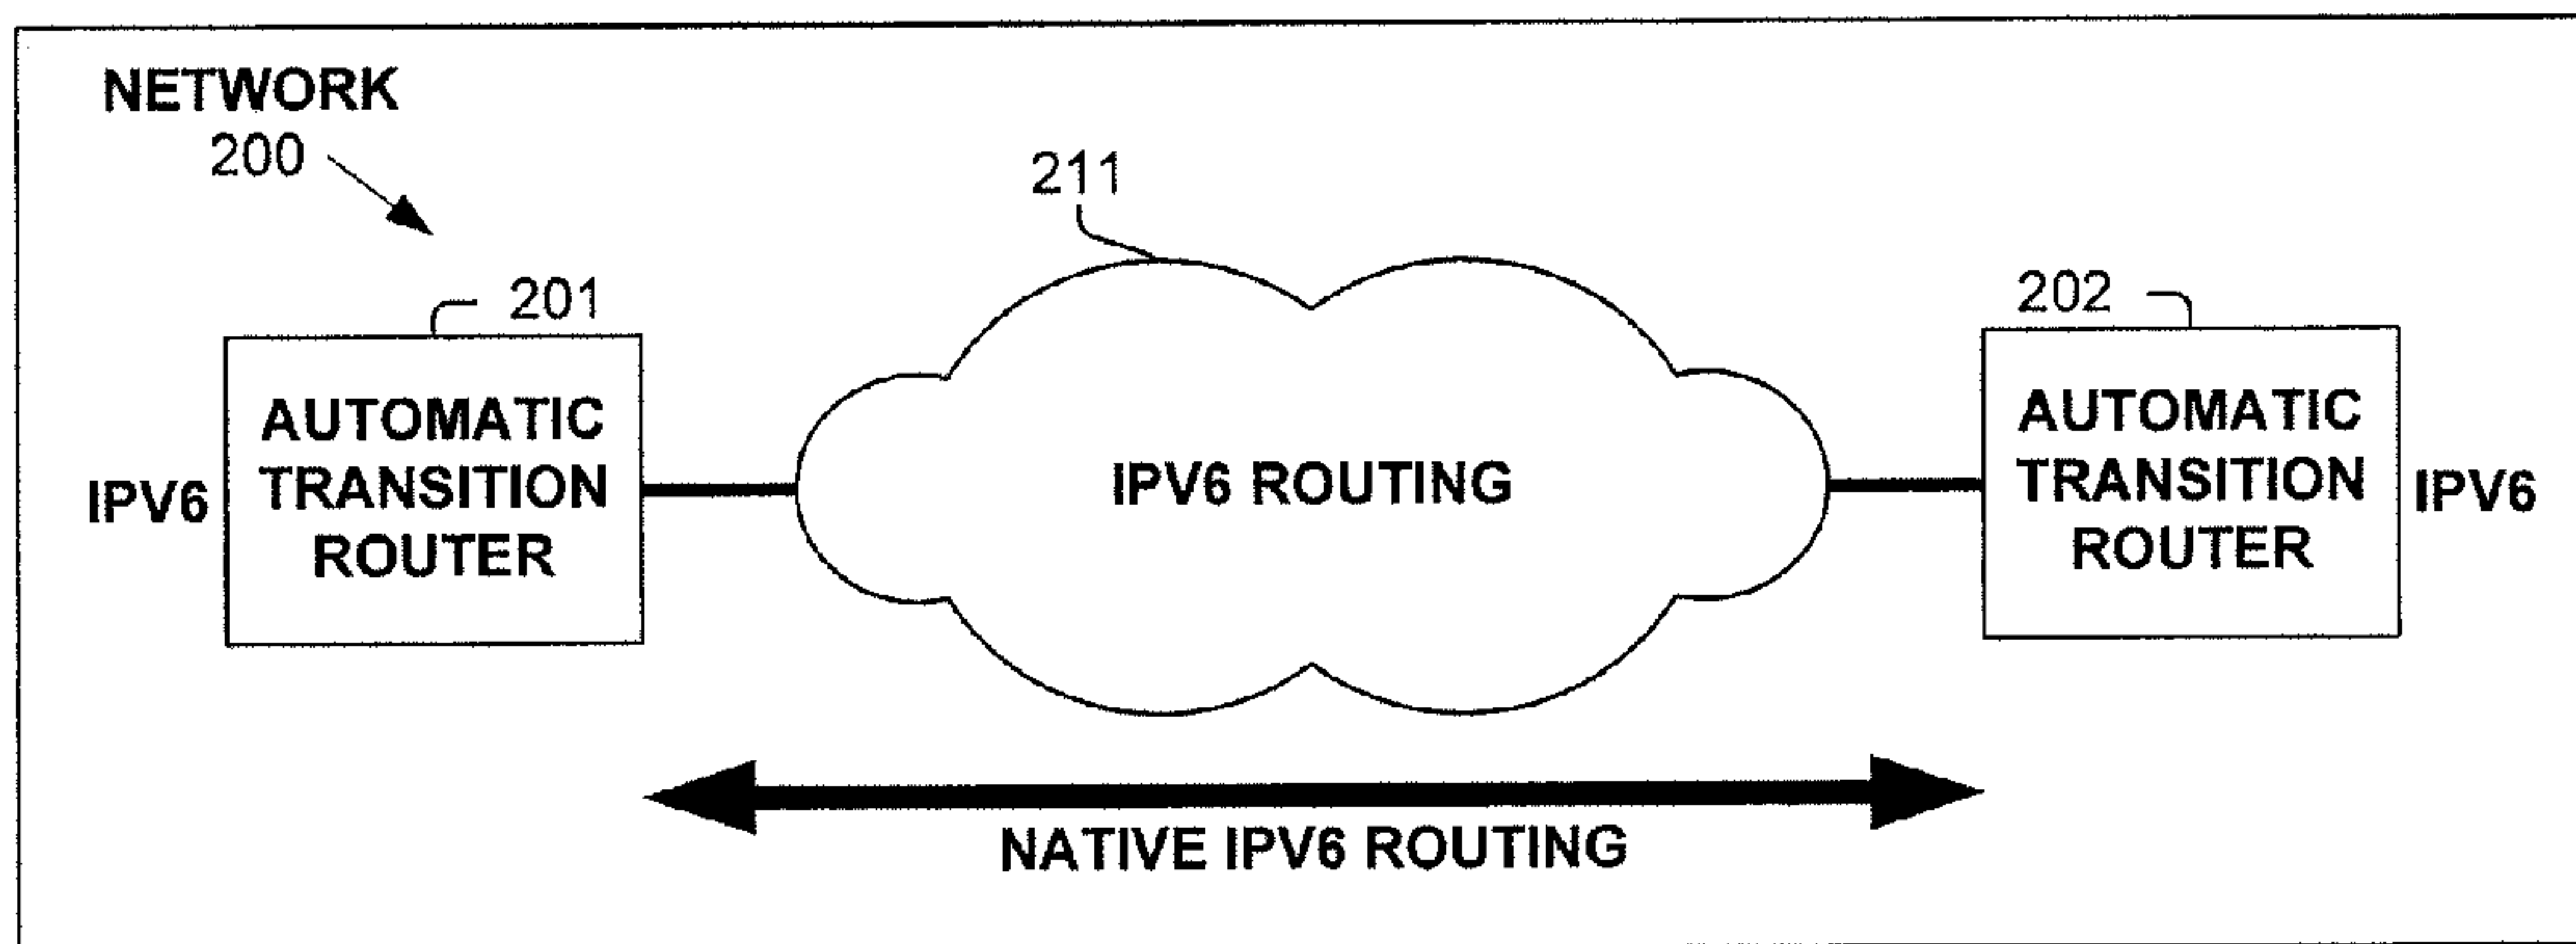 NETWORK
200
211
201
202
AUTOMATIC
TRANSITION
ROUTER
IPV6
IPV6 ROUTING
AUTOMATIC
TRANSITION
ROUTER
IPV6
NATIVE IPV6 ROUTING